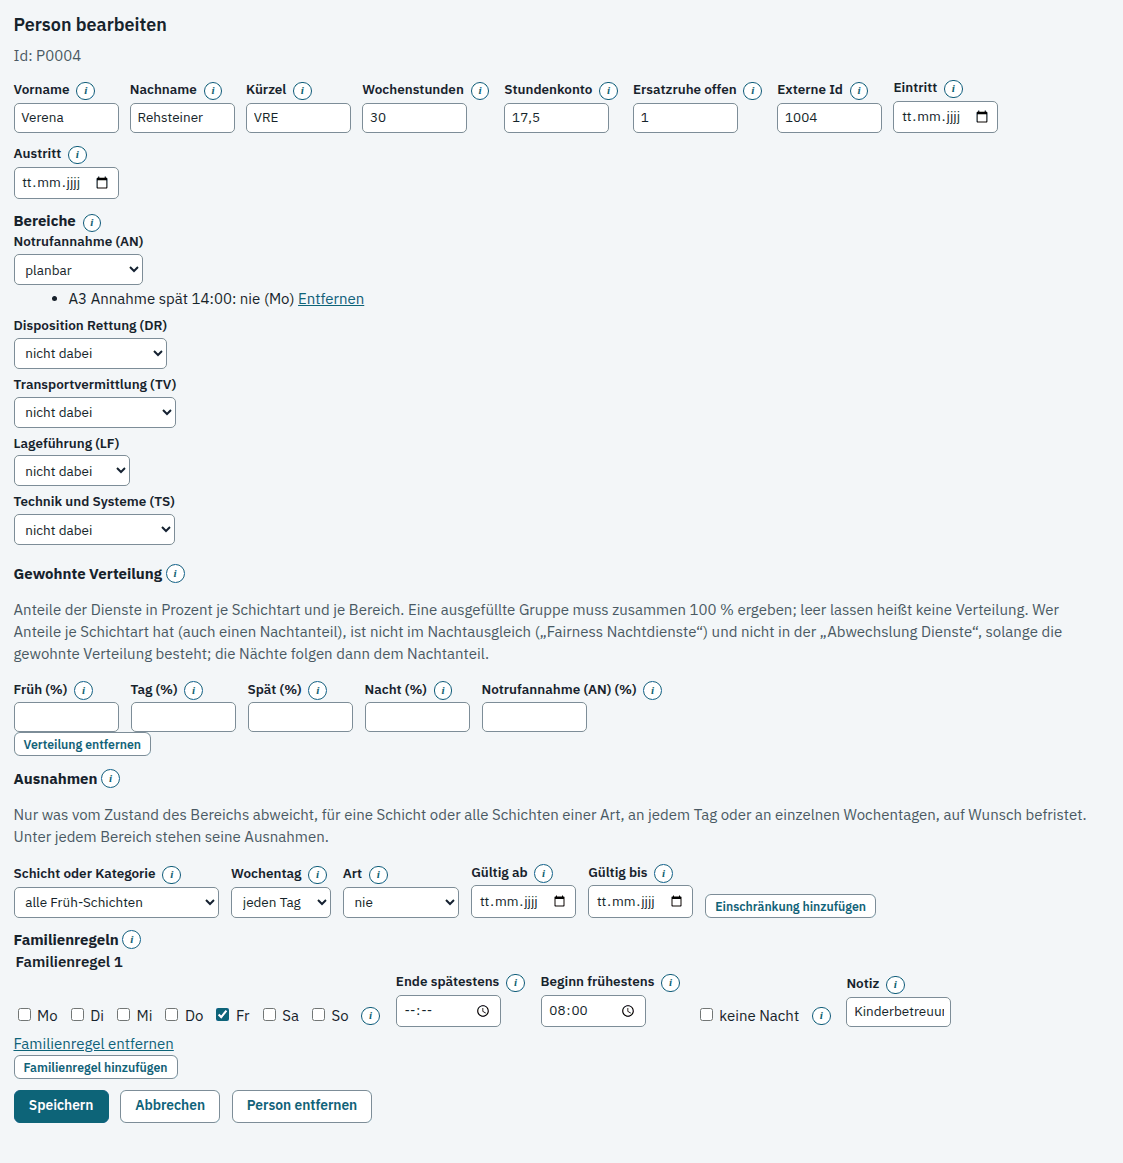 Person bearbeiten
Id: P0004
Vorname i Nachname i Kürzel i Wochenstunden i Stundenkonto i Ersatzruhe offen i Externe Id i Eintritt i
Verena Rehsteiner VRE 30 17,5 1 1004 tt.mm.jjjj
Austritt i
tt.mm.jjjj
Bereiche i
Notrufannahme (AN)
planbar
• A3 Annahme spät 14:00: nie (Mo) Entfernen
Disposition Rettung (DR)
nicht dabei
Transportvermittlung (TV)
nicht dabei
Lageführung (LF)
nicht dabei
Technik und Systeme (TS)
nicht dabei
Gewohnte Verteilung i
Anteile der Dienste in Prozent je Schichtart und je Bereich. Eine ausgefüllte Gruppe muss zusammen 100 % ergeben; leer lassen heißt keine Verteilung. Wer
Anteile je Schichtart hat (auch einen Nachtanteil), ist nicht im Nachtausgleich („Fairness Nachtdienste“) und nicht in der „Abwechslung Dienste“, solange die
gewohnte Verteilung besteht; die Nächte folgen dann dem Nachtanteil.
Früh (%) i Tag (%) i Spät (%) i Nacht (%) i Notrufannahme (AN) (%) i
Verteilung entfernen
Ausnahmen i
Nur was vom Zustand des Bereichs abweicht, für eine Schicht oder alle Schichten einer Art, an jedem Tag oder an einzelnen Wochentagen, auf Wunsch befristet.
Unter jedem Bereich stehen seine Ausnahmen.
Schicht oder Kategorie i Wochentag i Art i Gültig ab i Gültig bis i
alle Früh-Schichten jeden Tag nie tt.mm.jjjj tt.mm.jjjj Einschränkung hinzufügen
Familienregeln i
Familienregel 1
Ende spätestens i Beginn frühestens i Notiz i
Mo Di Mi Do Fr Sa So i --:-- 08:00 keine Nacht i Kinderbetreuur
Familienregel entfernen
Familienregel hinzufügen
Speichern Abbrechen Person entfernen